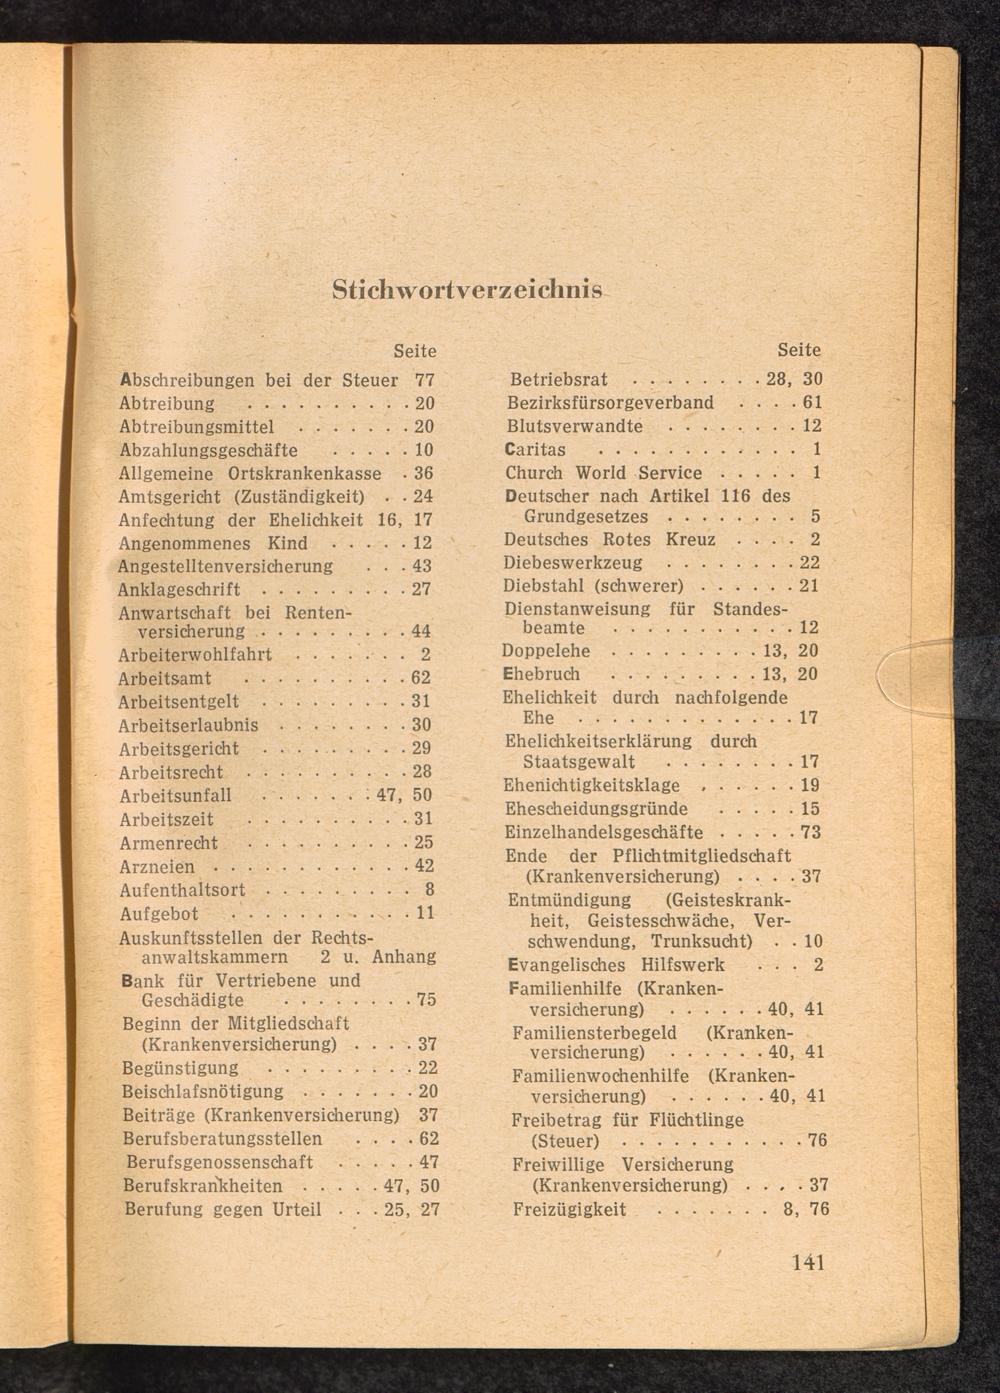 Stichwortverzeichnis
Seite
Abschreibungen bei der Steuer 77
Abtreibung . . . . . . . . . . 20
Abtreibungsmittel . . . . . . . 20
Abzahlungsgeschäfte . . . . . 10
Allgemeine Ortskrankenkasse . 36
Amtsgericht (Zuständigkeit) . . 24
Anfechtung der Ehelichkeit 16, 17
Angenommenes Kind . . . . . 12
Angestelltenversicherung . . . 43
Anklageschrift . . . . . . . . . 27
Anwartschaft bei Renten-
versicherung . . . . . . . . . 44
Arbeiterwohlfahrt . . . . . . . 2
Arbeitsamt . . . . . . . . . . 62
Arbeitsentgelt . . . . . . . . . 31
Arbeitserlaubnis . . . . . . . . 30
Arbeitsgericht . . . . . . . . . 29
Arbeitsrecht . . . . . . . . . . 28
Arbeitsunfall . . . . . . . 47, 50
Arbeitszeit . . . . . . . . . . 31
Armenrecht . . . . . . . . . . 25
Arzneien . . . . . . . . . . . . 42
Aufenthaltsort . . . . . . . . . 8
Aufgebot . . . . . . . . . . . 11
Auskunftsstellen der Rechts-
anwaltskammern 2 u. Anhang
Bank für Vertriebene und
Geschädigte . . . . . . . . 75
Beginn der Mitgliedschaft
(Krankenversicherung) . . . . 37
Begünstigung . . . . . . . . . 22
Beischlafsnötigung . . . . . . . 20
Beiträge (Krankenversicherung) 37
Berufsberatungsstellen . . . . 62
Berufsgenossenschaft . . . . . 47
Berufskrankheiten . . . . . 47, 50
Berufung gegen Urteil . . . 25, 27
Seite
Betriebsrat . . . . . . . . 28, 30
Bezirksfürsorgeverband . . . . 61
Blutsverwandte . . . . . . . . 12
Caritas . . . . . . . . . . . . 1
Church World Service . . . . . 1
Deutscher nach Artikel 116 des
Grundgesetzes . . . . . . . . 5
Deutsches Rotes Kreuz . . . . 2
Diebeswerkzeug . . . . . . . . 22
Diebstahl (schwerer) . . . . . . 21
Dienstanweisung für Standes-
beamte . . . . . . . . . . . 12
Doppelehe . . . . . . . . . 13, 20
Ehebruch . . . . . . . . . 13, 20
Ehelichkeit durch nachfolgende
Ehe . . . . . . . . . . . . . 17
Ehelichkeitserklärung durch
Staatsgewalt . . . . . . . . 17
Ehenichtigkeitsklage . . . . . . 19
Ehescheidungsgründe . . . . . 15
Einzelhandelsgeschäfte . . . . . 73
Ende der Pflichtmitgliedschaft
(Krankenversicherung) . . . . 37
Entmündigung (Geisteskrank-
heit, Geistesschwäche, Ver-
schwendung, Trunksucht) . . 10
Evangelisches Hilfswerk . . . 2
Familienhilfe (Kranken-
versicherung) . . . . . . 40, 41
Familiensterbegeld (Kranken-
versicherung) . . . . . . 40, 41
Familienwochenhilfe (Kranken-
versicherung) . . . . . . 40, 41
Freibetrag für Flüchtlinge
(Steuer) . . . . . . . . . . . 76
Freiwillige Versicherung
(Krankenversicherung) . . . . 37
Freizügigkeit . . . . . . . 8, 76
141